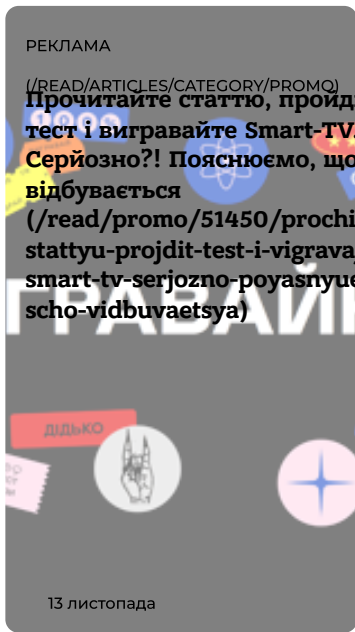 РЕКЛАМА
(/READ/ARTICLES/CATEGORY/PROMO)
Прочитайте статтю, пройд
тест і вигравайте Smart-TV.
Серйозно?! Пояснюємо, що
відбувається
(/read/promo/51450/prochi
stattyu-projdit-test-i-vigrava
smart-tv-serjozno-poyasnyue
scho-vidbuvaetsya)
ГРАВАЙ
ДІДЬКО
13 листопада